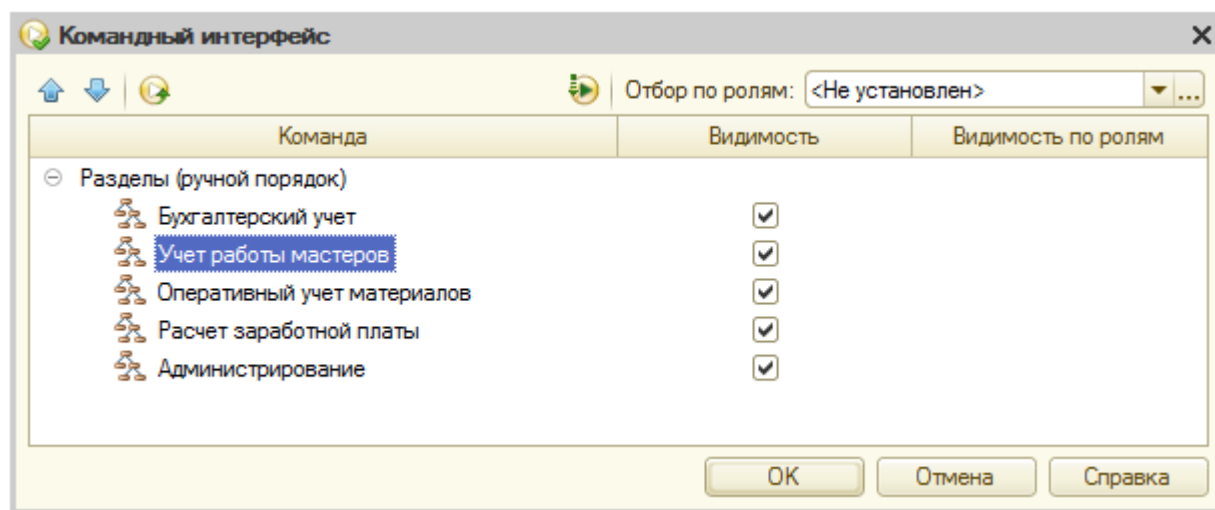 Командный интерфейс
Отбор по ролям: <Не установлен>
Команда Видимость Видимость по ролям
Разделы (ручной порядок)
Бухгалтерский учет
Учет работы мастеров
Оперативный учет материалов
Расчет заработной платы
Администрирование
OK Отмена Справка